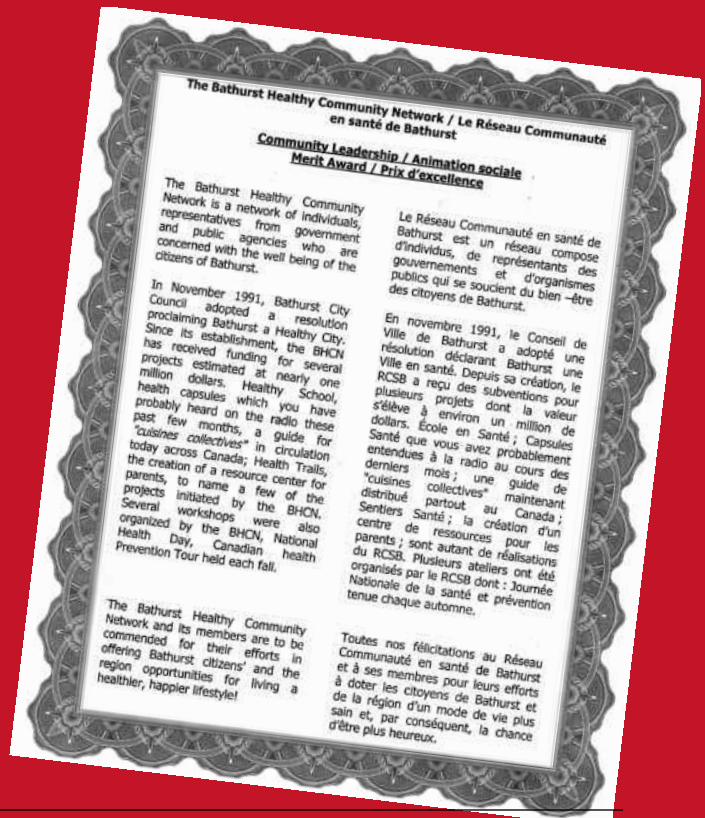 The Bathurst Healthy Community Network / Le Réseau Communauté
en santé de Bathurst
Community Leadership / Animation sociale
Merit Award / Prix d'excellence
The Bathurst Healthy Community
Network is a network of individuals,
representatives from government
and public agencies who are
concerned with the well being of the
citizens of Bathurst.
In November 1991, Bathurst City
Council adopted a resolution
proclaiming Bathurst a Healthy City.
Since its establishment, the BHCN
has received funding for several
projects estimated at nearly one
million dollars. Healthy School,
health capsules which you have
probably heard on the radio these
past few months, a guide for
"cuisines collectives" in circulation
today across Canada; Health Trails,
the creation of a resource center for
parents, to name a few of the
projects initiated by the BHCN.
Several workshops were also
organized by the BHCN, National
Health Day, Canadian health
Prevention Tour held each fall.
The Bathurst Healthy Community
Network and its members are to be
commended for their efforts in
offering Bathurst citizens' and the
region opportunities for living a
healthier, happier lifestyle!
Le Réseau Communauté en santé de
Bathurst est un réseau compose
d'individus, de représentants des
gouvernements et d'organismes
publics qui se soucient du bien –être
des citoyens de Bathurst.
En novembre 1991, le Conseil de
Ville de Bathurst a adopté une
résolution déclarant Bathurst une
Ville en santé. Depuis sa création, le
RCSB a reçu des subventions pour
plusieurs projets dont la valeur
s'élève à environ un million de
dollars. École en Santé ; Capsules
Santé que vous avez probablement
entendues à la radio au cours des
derniers mois ; une guide de
"cuisines collectives" maintenant
distribué partout au Canada ;
Sentiers Santé ; la création d'un
centre de ressources pour les
parents ; sont autant de réalisations
du RCSB. Plusieurs ateliers ont été
organisés par le RCSB dont : Journée
Nationale de la santé et prévention
tenue chaque automne.
Toutes nos félicitations au Réseau
Communauté en santé de Bathurst
et à ses membres pour leurs efforts
à doter les citoyens de Bathurst et
de la région d'un mode de vie plus
sain et, par conséquent, la chance
d'être plus heureux.